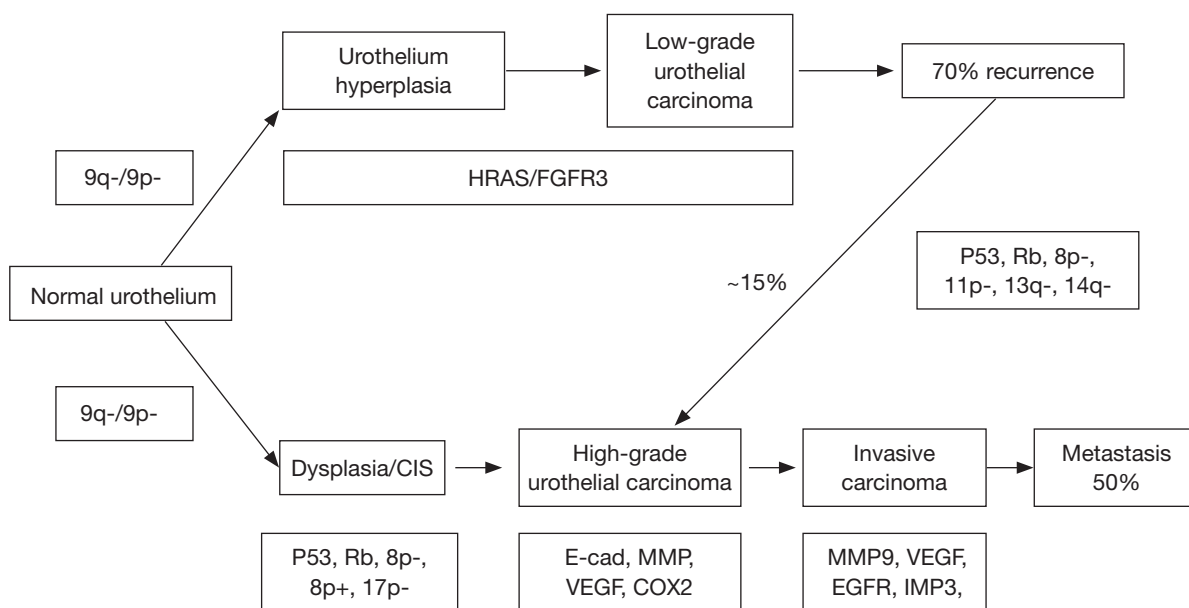 Urothelium
hyperplasia
Low-grade
urothelial
carcinoma
70% recurrence
9q-/9p-
HRAS/FGFR3
Normal urothelium
~15%
P53, Rb, 8p-,
11p-, 13q-, 14q-
9q-/9p-
Dysplasia/CIS
High-grade
urothelial carcinoma
Invasive
carcinoma
Metastasis
50%
P53, Rb, 8p-,
8p+, 17p-
E-cad, MMP,
VEGF, COX2
MMP9, VEGF,
EGFR, IMP3,